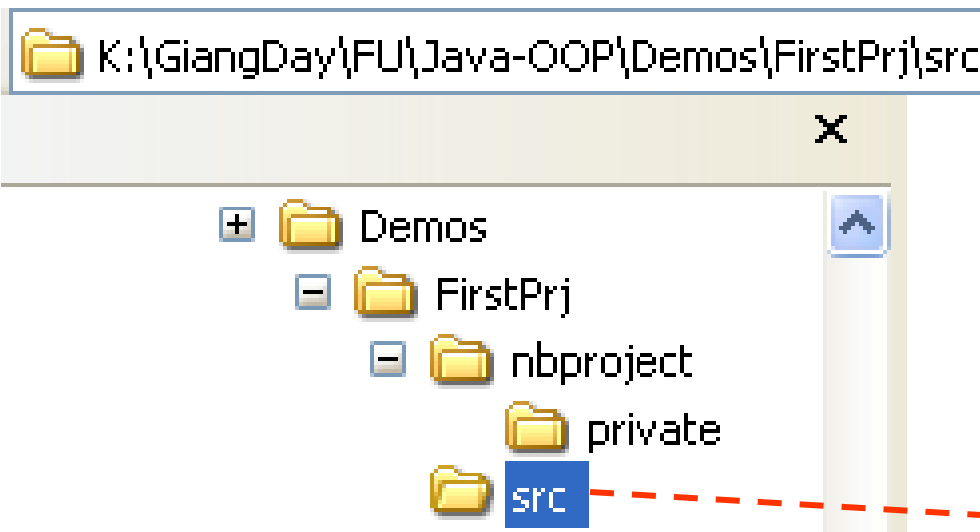 K:\GiangDay\FU\Java-OOP\Demos\FirstPrj\src
Demos
FirstPrj
nbproject
private
src